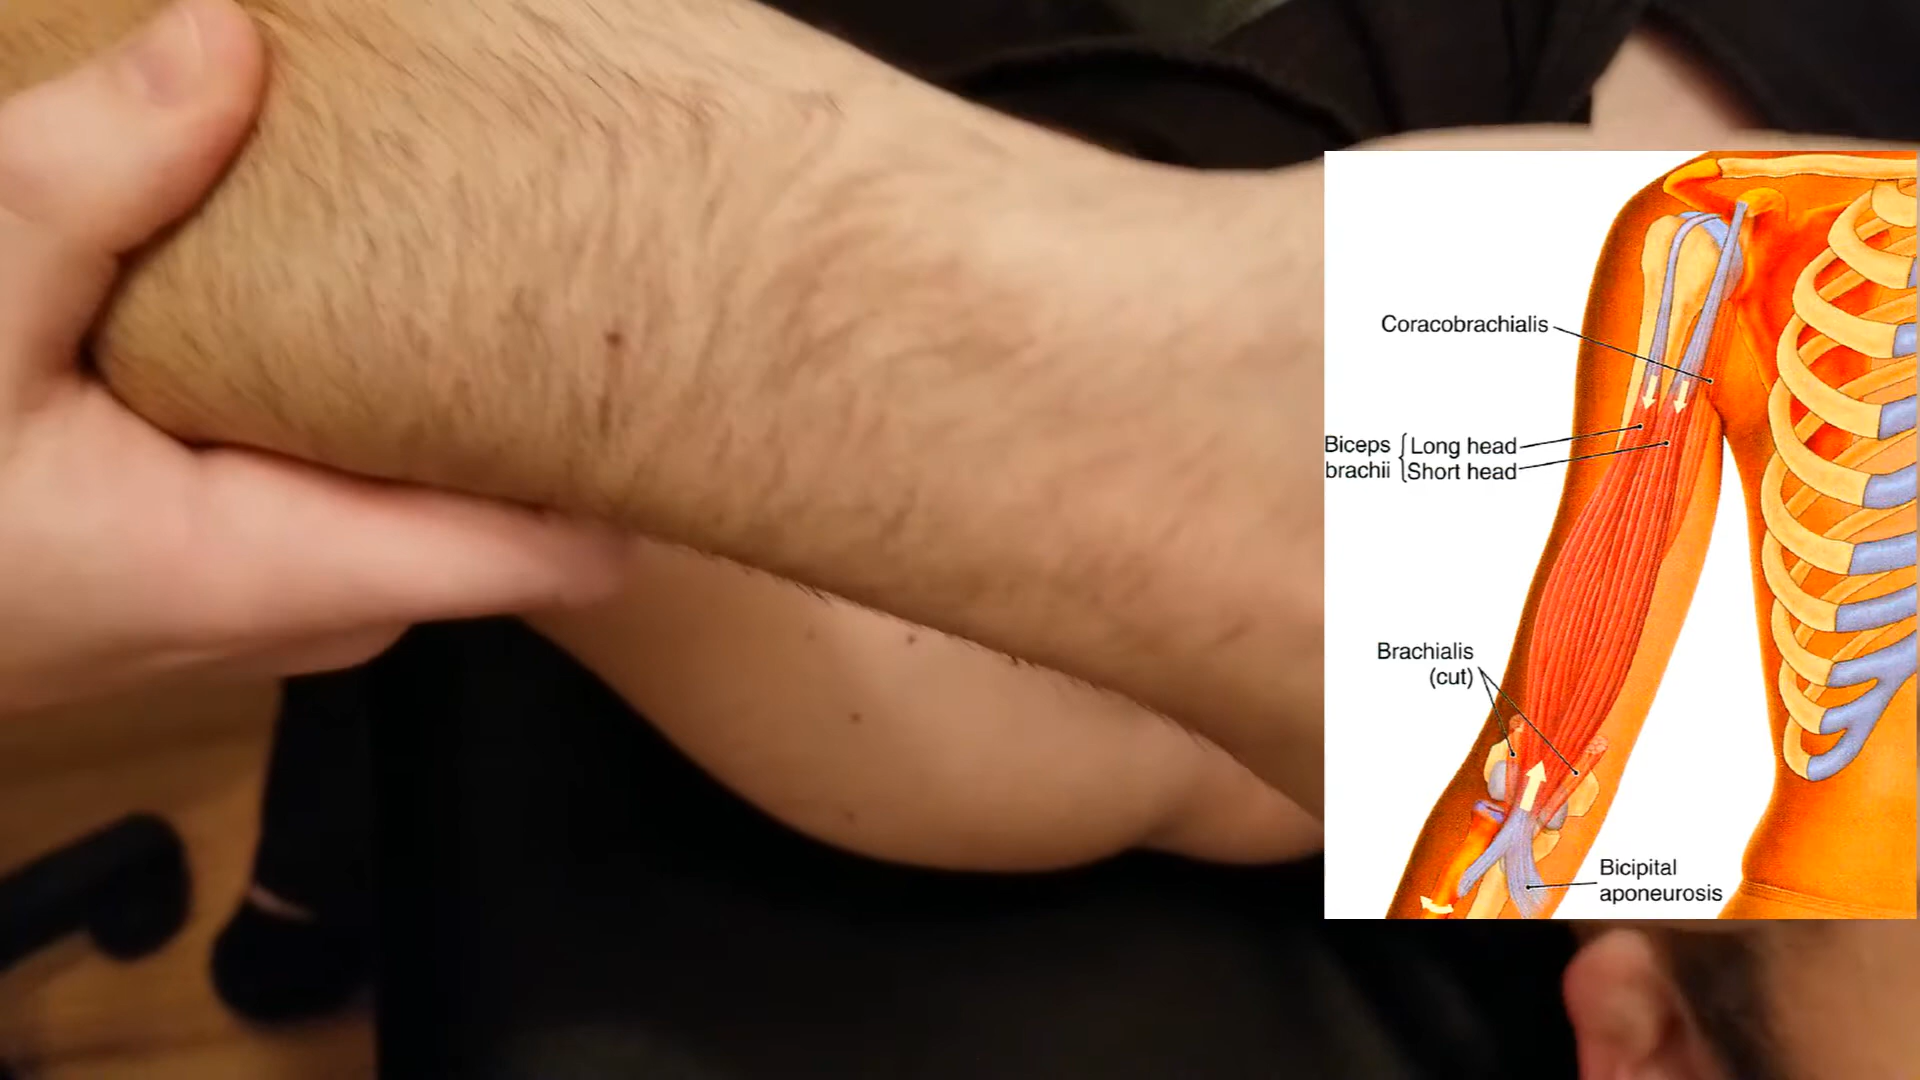 Coracobrachialis
Biceps brachii { Long head
Short head
Brachialis
(cut)
Bicipital
aponeurosis